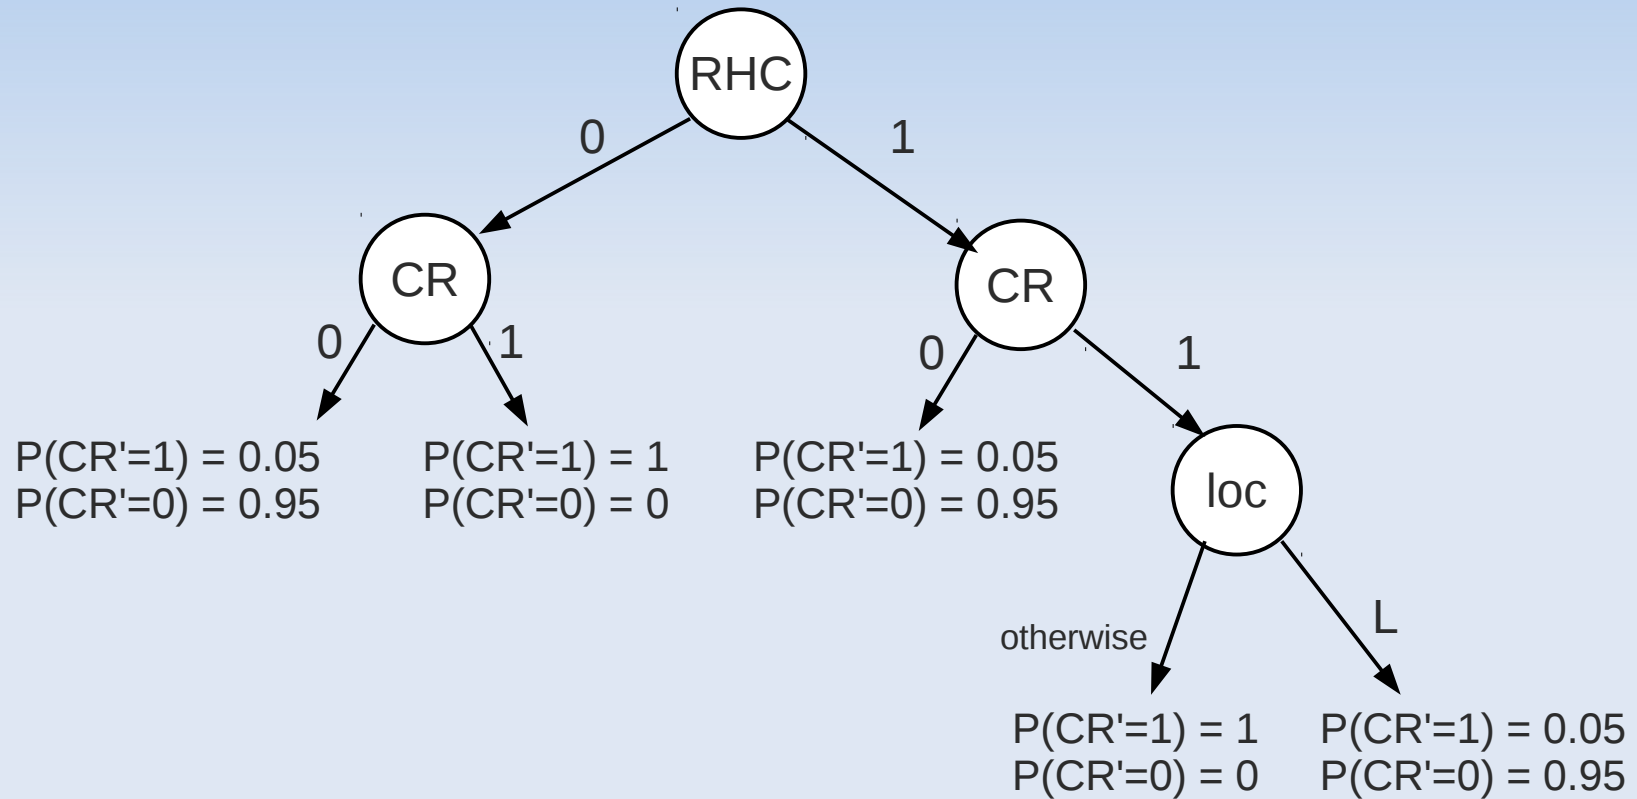 RHC
0
1
CR
CR
0
1
0
1
P(CR'=1) = 0.05
P(CR'=0) = 0.95
P(CR'=1) = 1
P(CR'=0) = 0
P(CR'=1) = 0.05
P(CR'=0) = 0.95
loc
otherwise
L
P(CR'=1) = 1
P(CR'=0) = 0
P(CR'=1) = 0.05
P(CR'=0) = 0.95